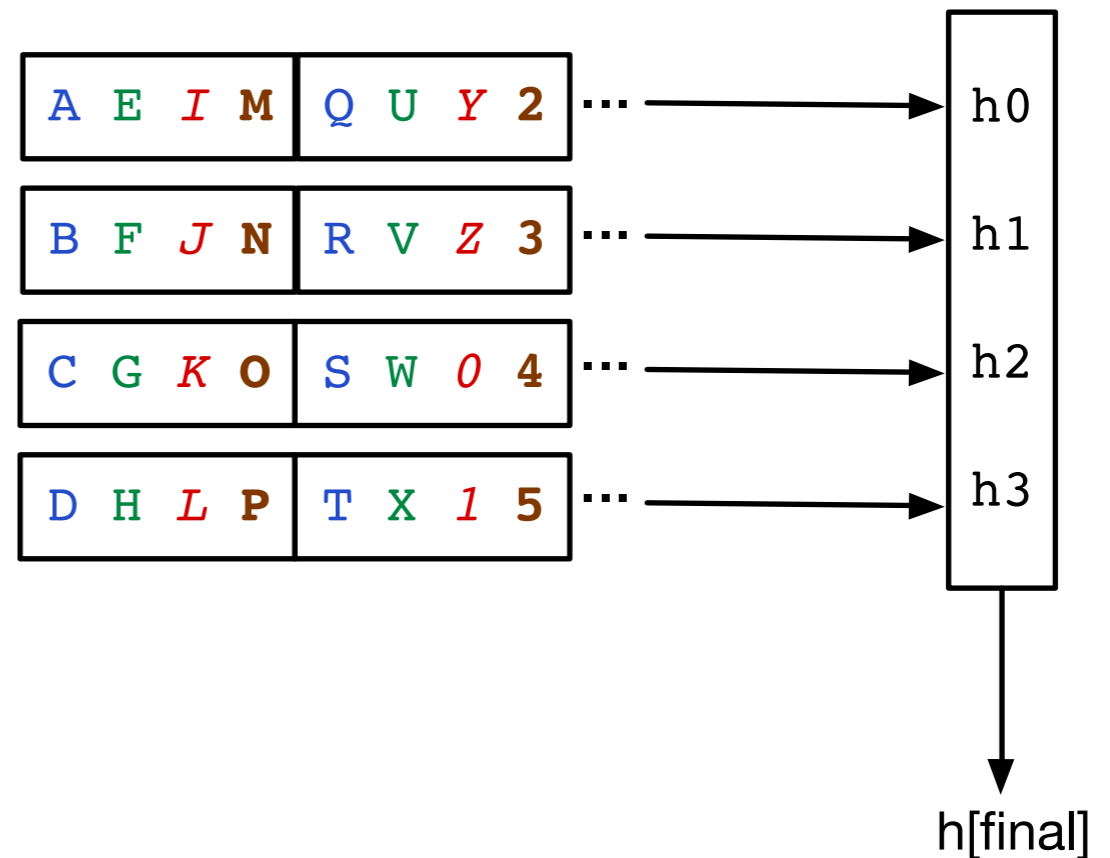 A E I M Q U Y 2 ... h0
B F J N R V Z 3 ... h1
C G K O S W 0 4 ... h2
D H L P T X 1 5 ... h3
h[final]